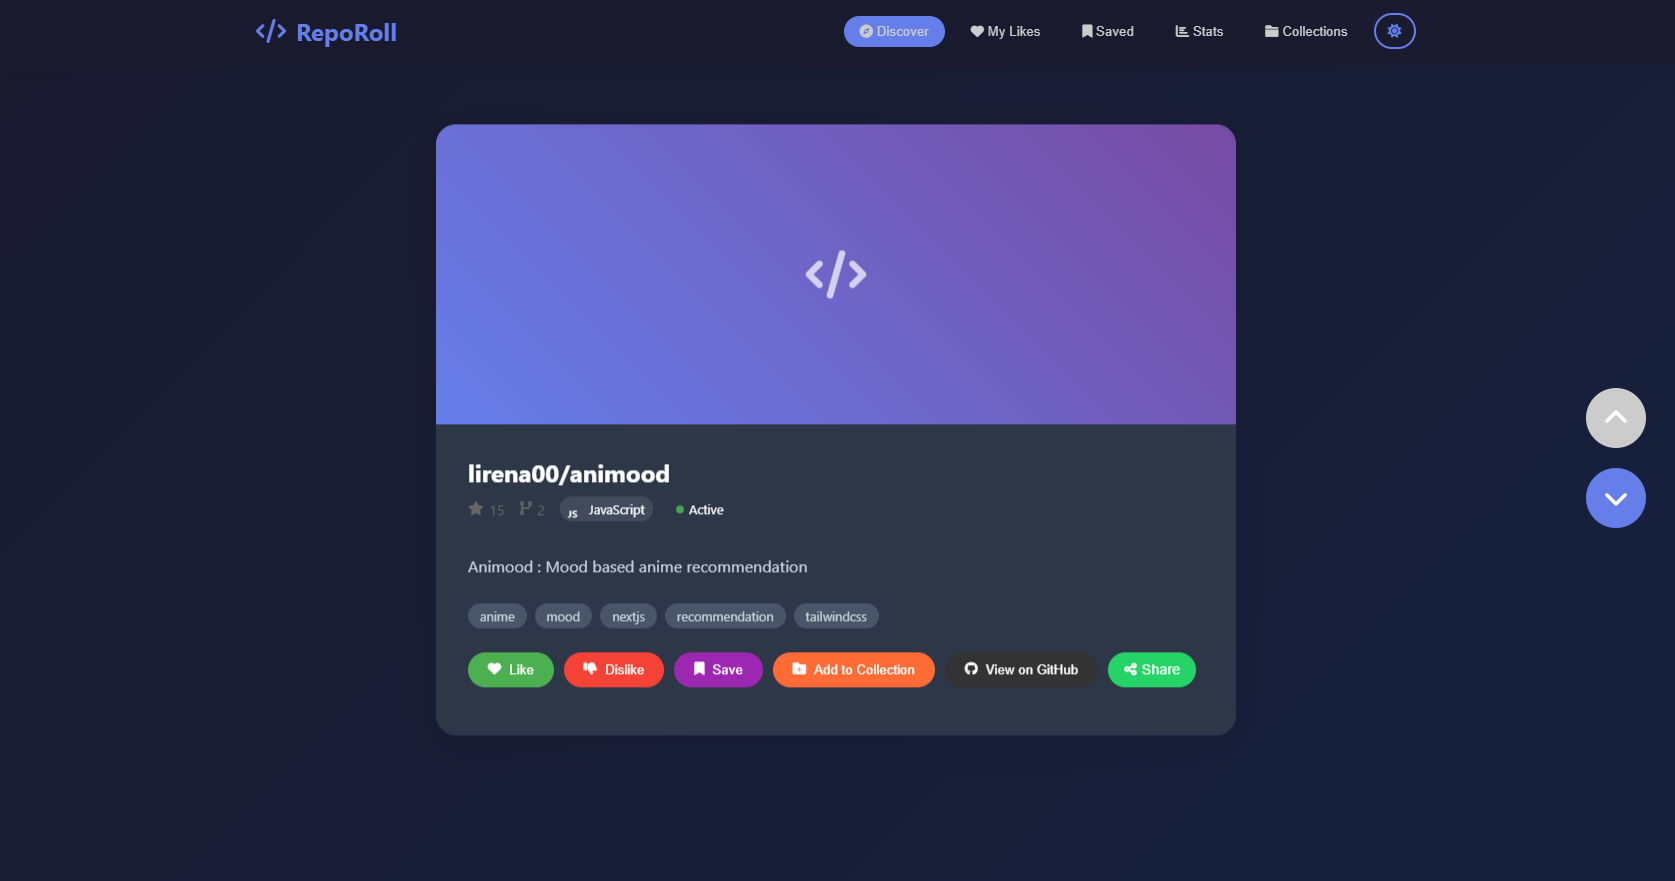 </> RepoRoll
Discover My Likes Saved Stats Collections
</>
lirena00/animood
15 2 JS JavaScript Active
Animood : Mood based anime recommendation
anime mood nextjs recommendation tailwindcss
Like Dislike Save Add to Collection View on GitHub Share